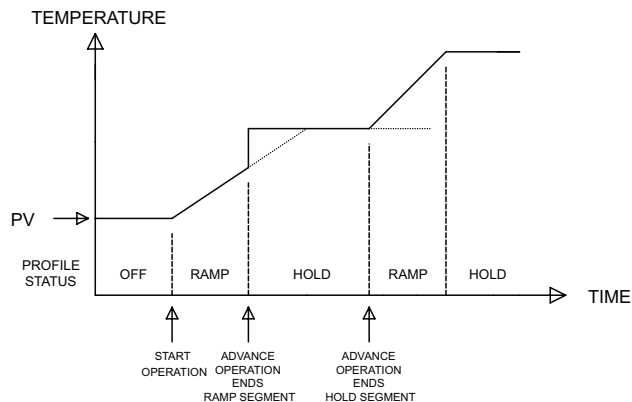 TEMPERATURE
PV
PROFILE
STATUS
OFF
RAMP
HOLD
RAMP
HOLD
TIME
START
OPERATION
ADVANCE
OPERATION
ENDS
RAMP SEGMENT
ADVANCE
OPERATION
ENDS
HOLD SEGMENT